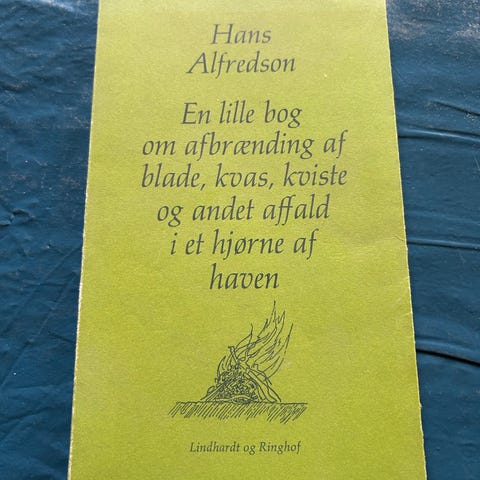 Hans
Alfredson
En lille bog
om afbrænding af
blade, kvas, kviste
og andet affald
i et hjørne af
haven
Lindhardt og Ringhof